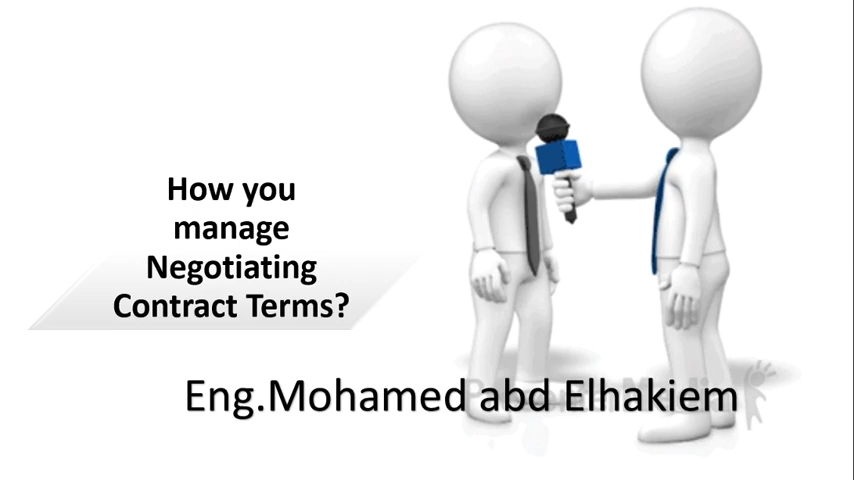 How you
manage
Negotiating
Contract Terms?
Eng.Mohamed abd Elhakiem